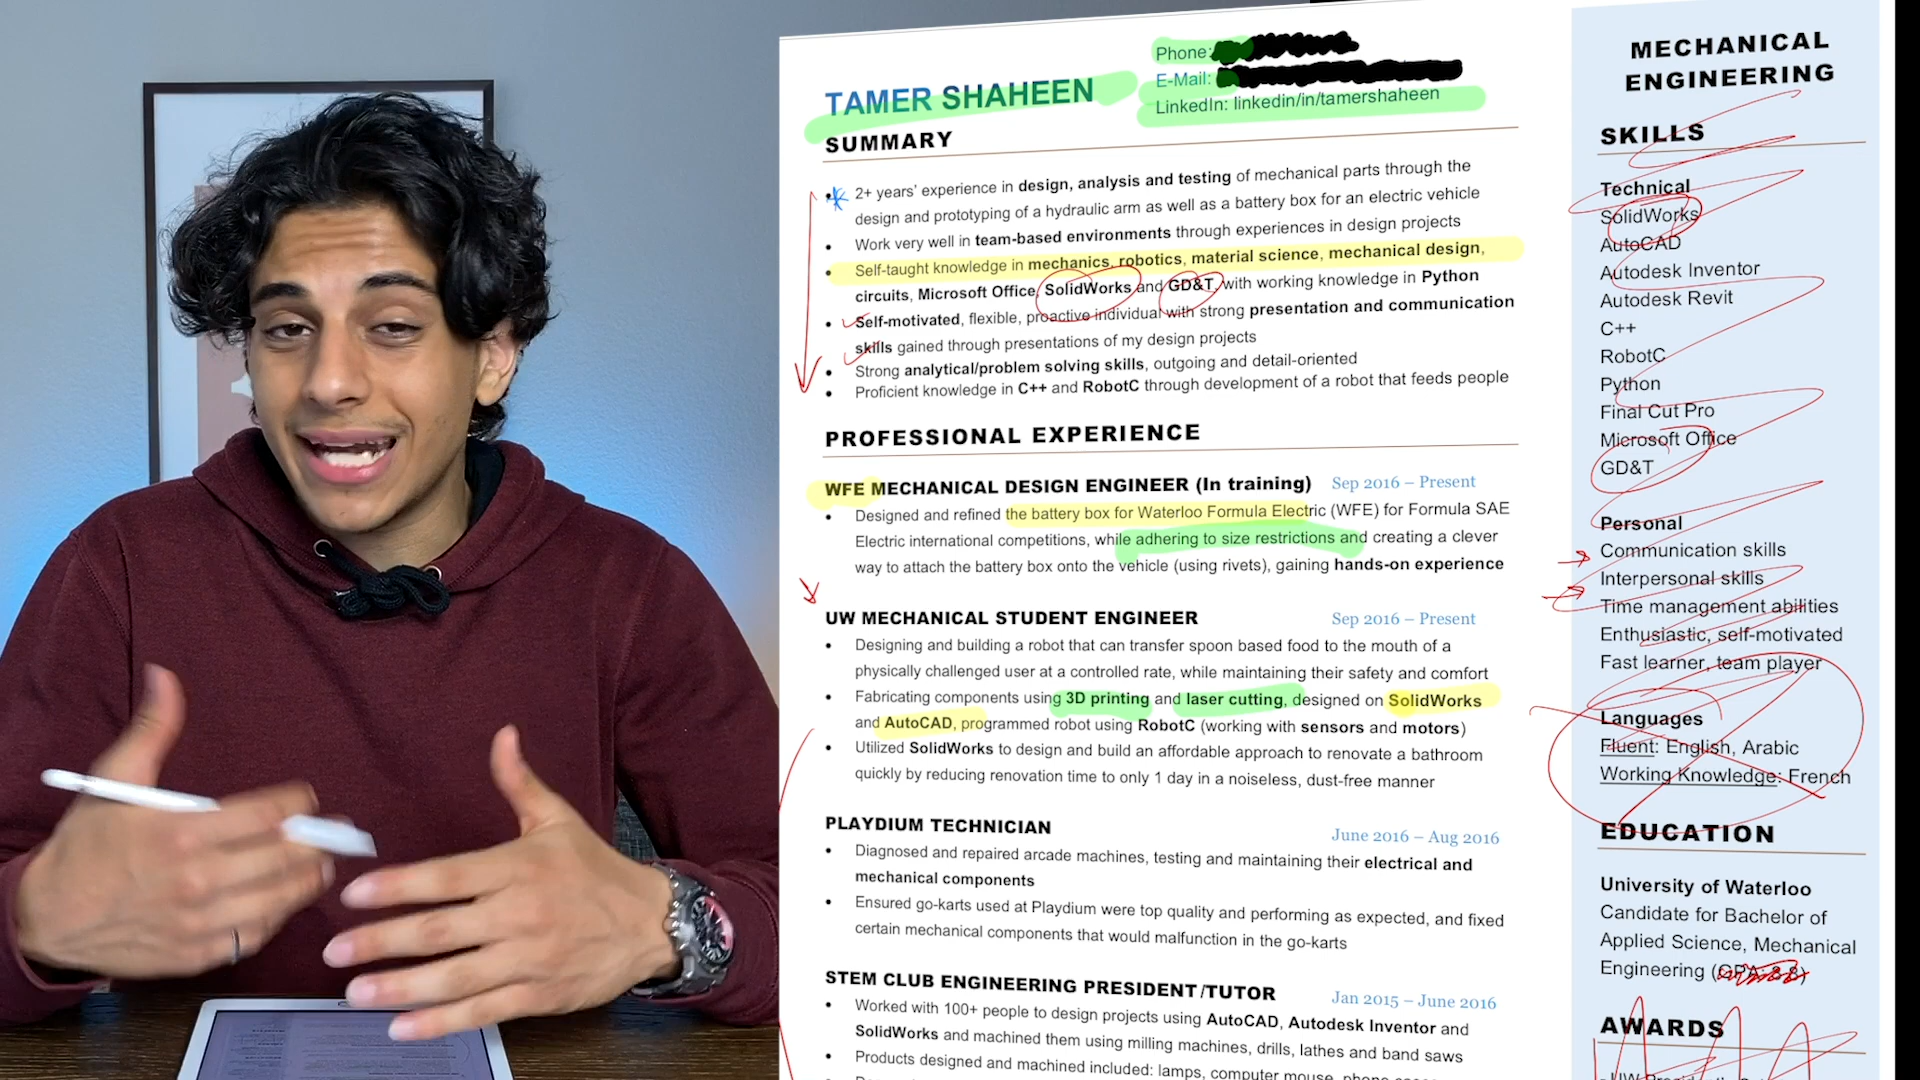 TAMER SHAHEEN
Phone:
E-Mail:
LinkedIn: linkedin/in/tamershaheen
SUMMARY
2+ years' experience in design, analysis and testing of mechanical parts through the
design and prototyping of a hydraulic arm as well as a battery box for an electric vehicle
Work very well in team-based environments through experiences in design projects
Self-taught knowledge in mechanics, robotics, material science, mechanical design,
circuits, Microsoft Office, SolidWorks and GD&T, with working knowledge in Python
Self-motivated, flexible, proactive individual with strong presentation and communication
skills gained through presentations of my design projects
Strong analytical/problem solving skills, outgoing and detail-oriented
Proficient knowledge in C++ and RobotC through development of a robot that feeds people
PROFESSIONAL EXPERIENCE
WFE MECHANICAL DESIGN ENGINEER (In training) Sep 2016 – Present
Designed and refined the battery box for Waterloo Formula Electric (WFE) for Formula SAE
Electric international competitions, while adhering to size restrictions and creating a clever
way to attach the battery box onto the vehicle (using rivets), gaining hands-on experience
UW MECHANICAL STUDENT ENGINEER Sep 2016 – Present
Designing and building a robot that can transfer spoon based food to the mouth of a
physically challenged user at a controlled rate, while maintaining their safety and comfort
Fabricating components using 3D printing and laser cutting, designed on SolidWorks
and AutoCAD, programmed robot using RobotC (working with sensors and motors)
Utilized SolidWorks to design and build an affordable approach to renovate a bathroom
quickly by reducing renovation time to only 1 day in a noiseless, dust-free manner
PLAYDIUM TECHNICIAN June 2016 – Aug 2016
Diagnosed and repaired arcade machines, testing and maintaining their electrical and
mechanical components
Ensured go-karts used at Playdium were top quality and performing as expected, and fixed
certain mechanical components that would malfunction in the go-karts
STEM CLUB ENGINEERING PRESIDENT/TUTOR Jan 2015 – June 2016
Worked with 100+ people to design projects using AutoCAD, Autodesk Inventor and
SolidWorks and machined them using milling machines, drills, lathes and band saws
Products designed and machined included: lamps, computer mouse, phone
MECHANICAL
ENGINEERING
SKILLS
Technical
SolidWorks
AutoCAD
Autodesk Inventor
Autodesk Revit
C++
RobotC
Python
Final Cut Pro
Microsoft Office
GD&T
Personal
Communication skills
Interpersonal skills
Time management abilities
Enthusiastic, self-motivated
Fast learner, team player
Languages
Fluent: English, Arabic
Working Knowledge: French
EDUCATION
University of Waterloo
Candidate for Bachelor of
Applied Science, Mechanical
Engineering (
AWARDS